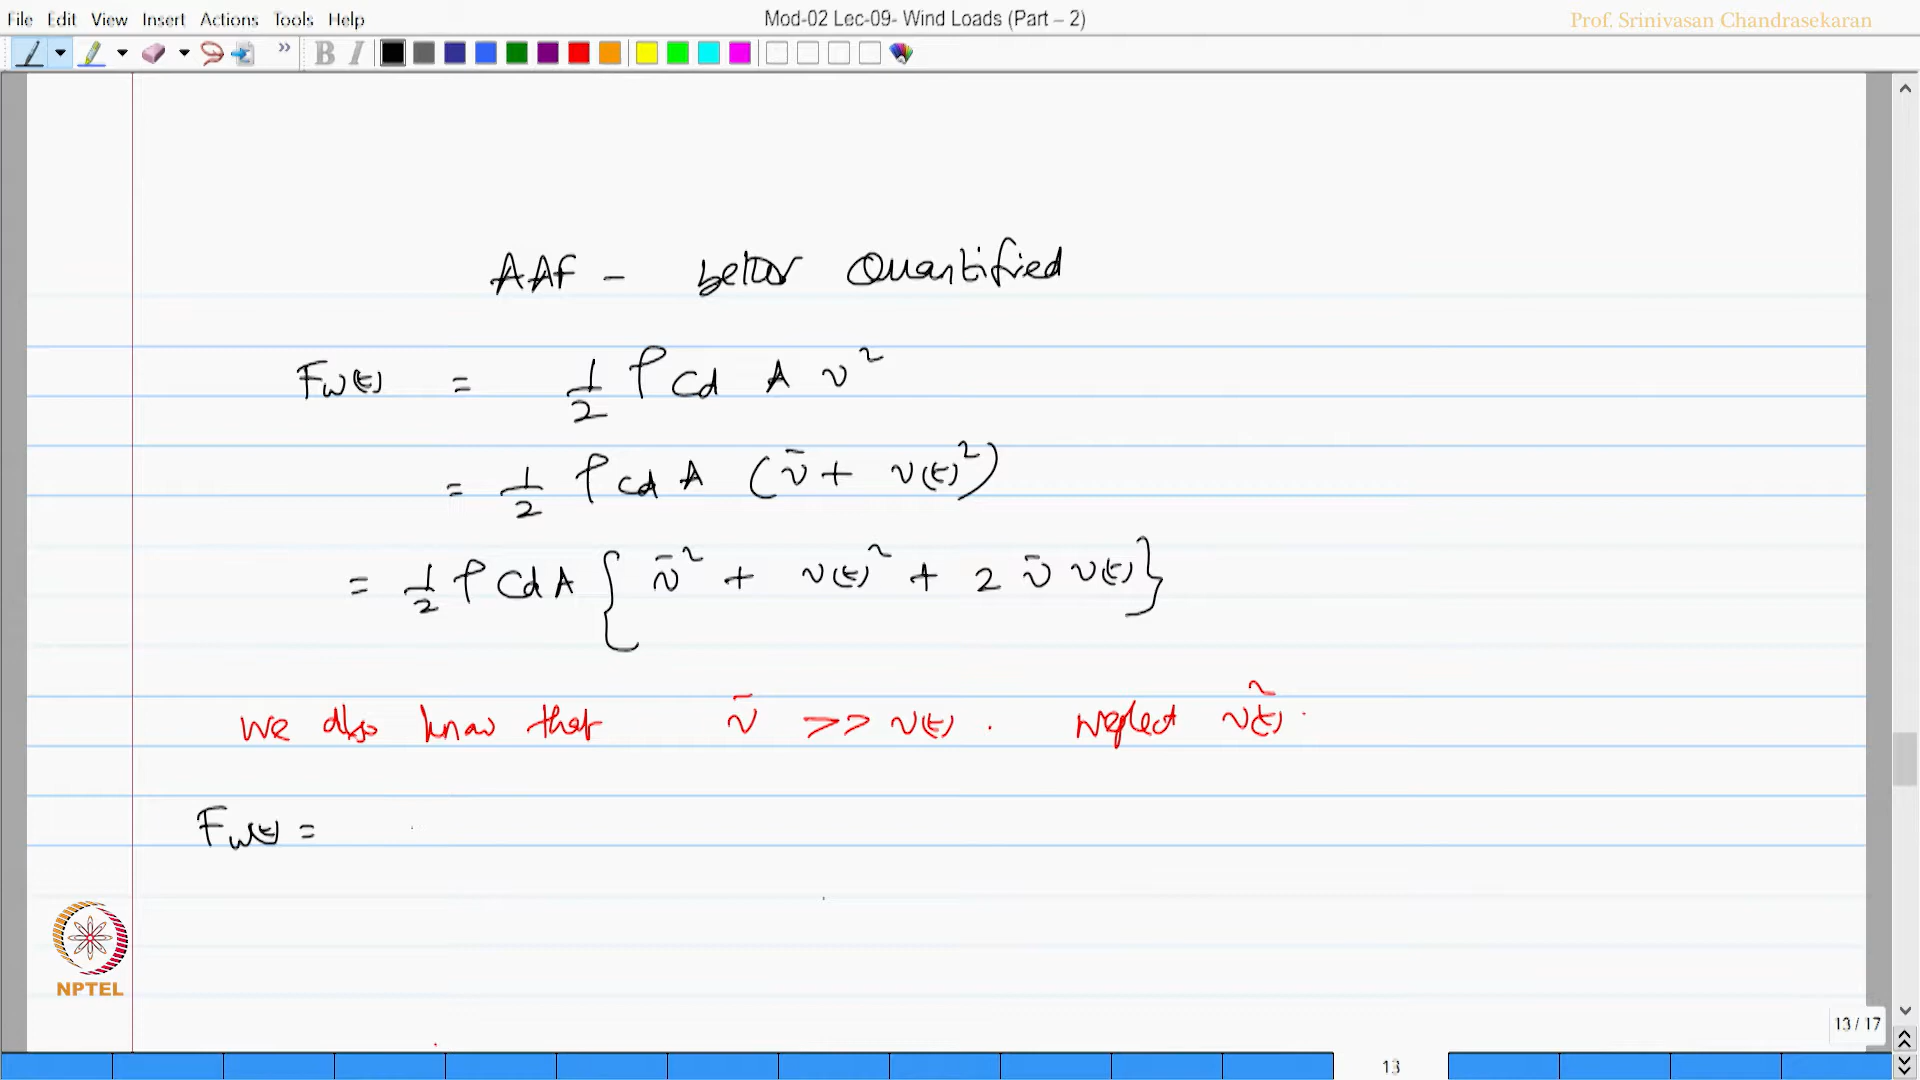 File Edit View Insert Actions Tools Help
Mod-02 Lec-09- Wind Loads (Part – 2)
Prof. Srinivasan Chandrasekaran
B I
AAF - better Quantified
Fw(t) = 1/2 ρ Cd A v²
= 1/2 ρ Cd A (v̄ + v(t)²)
= 1/2 ρ Cd A { v̄² + v(t)² + 2 v̄ v(t) }
we also know that v̄ >> v(t) . neglect v²(t) .
Fw(t) =
NPTEL
13 / 17
13